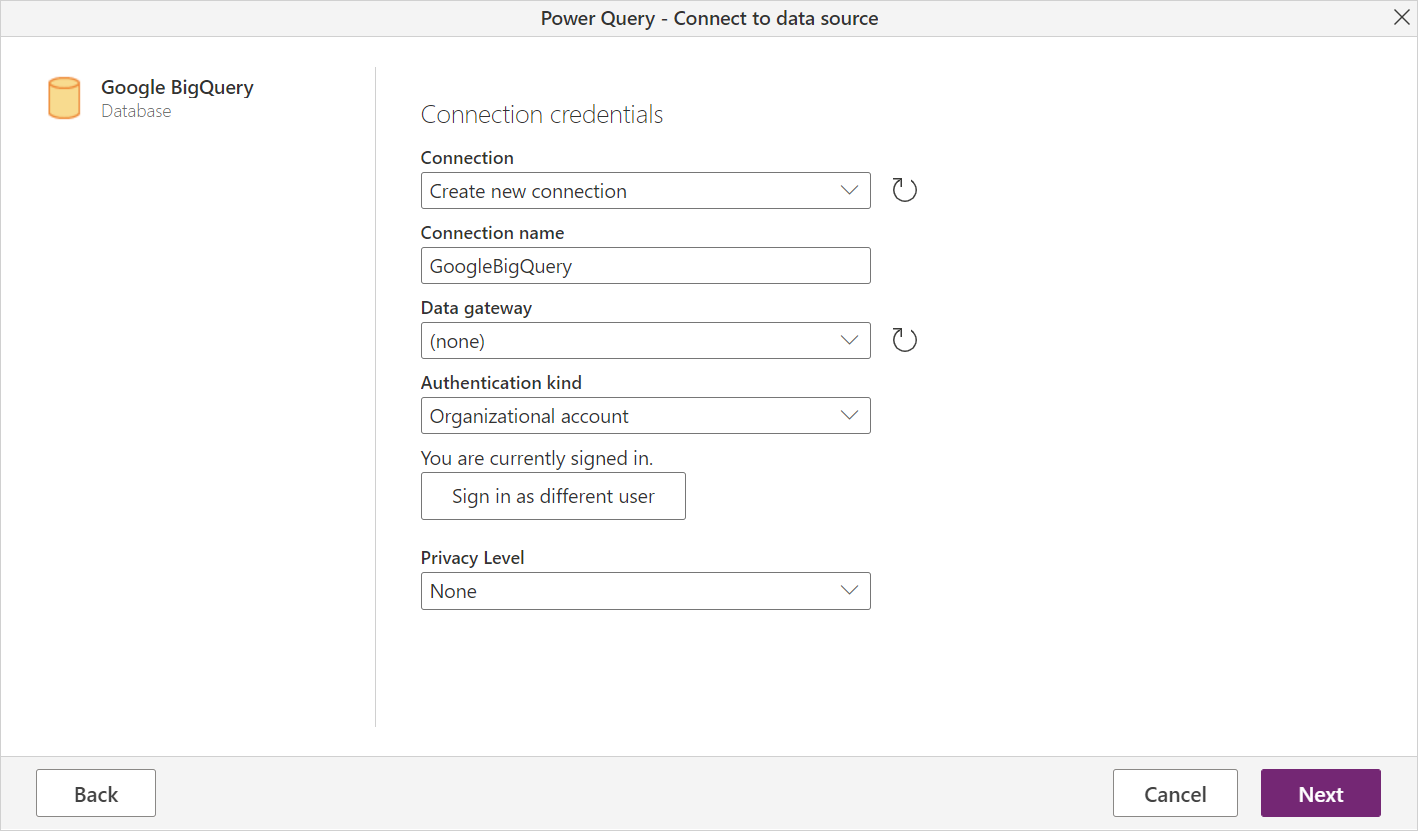 Power Query - Connect to data source
Google BigQuery
Database
Connection credentials
Connection
Create new connection
Connection name
GoogleBigQuery
Data gateway
(none)
Authentication kind
Organizational account
You are currently signed in.
Sign in as different user
Privacy Level
None
Back
Cancel
Next